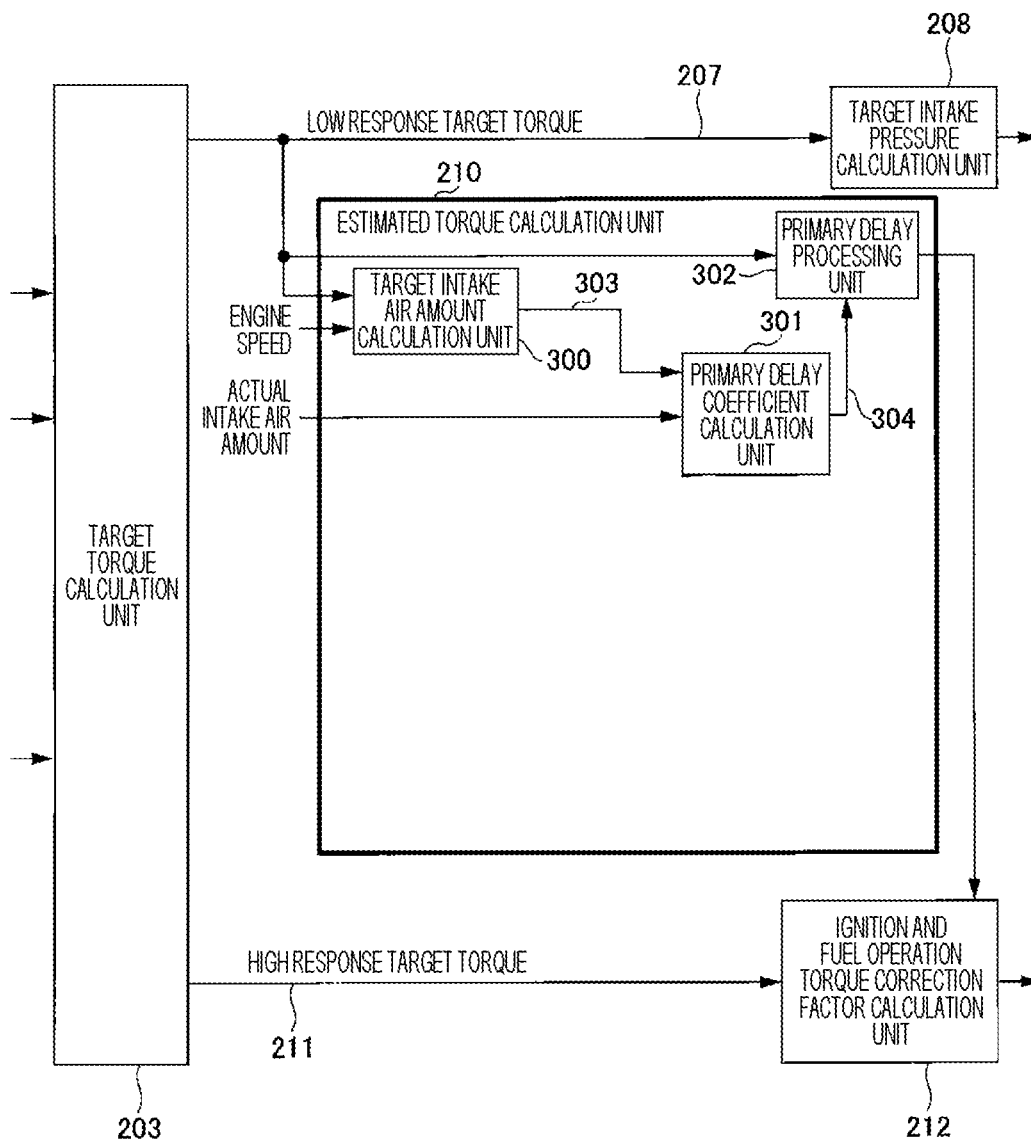 208
207
LOW RESPONSE TARGET TORQUE
TARGET INTAKE
PRESSURE
CALCULATION UNIT
210
ESTIMATED TORQUE CALCULATION UNIT
PRIMARY DELAY
PROCESSING
UNIT
302
TARGET INTAKE
AIR AMOUNT
CALCULATION UNIT
303
ENGINE
SPEED
300
301
PRIMARY DELAY
COEFFICIENT
CALCULATION
UNIT
304
ACTUAL
INTAKE AIR
AMOUNT
TARGET
TORQUE
CALCULATION
UNIT
HIGH RESPONSE TARGET TORQUE
211
IGNITION AND
FUEL OPERATION
TORQUE CORRECTION
FACTOR CALCULATION
UNIT
203
212